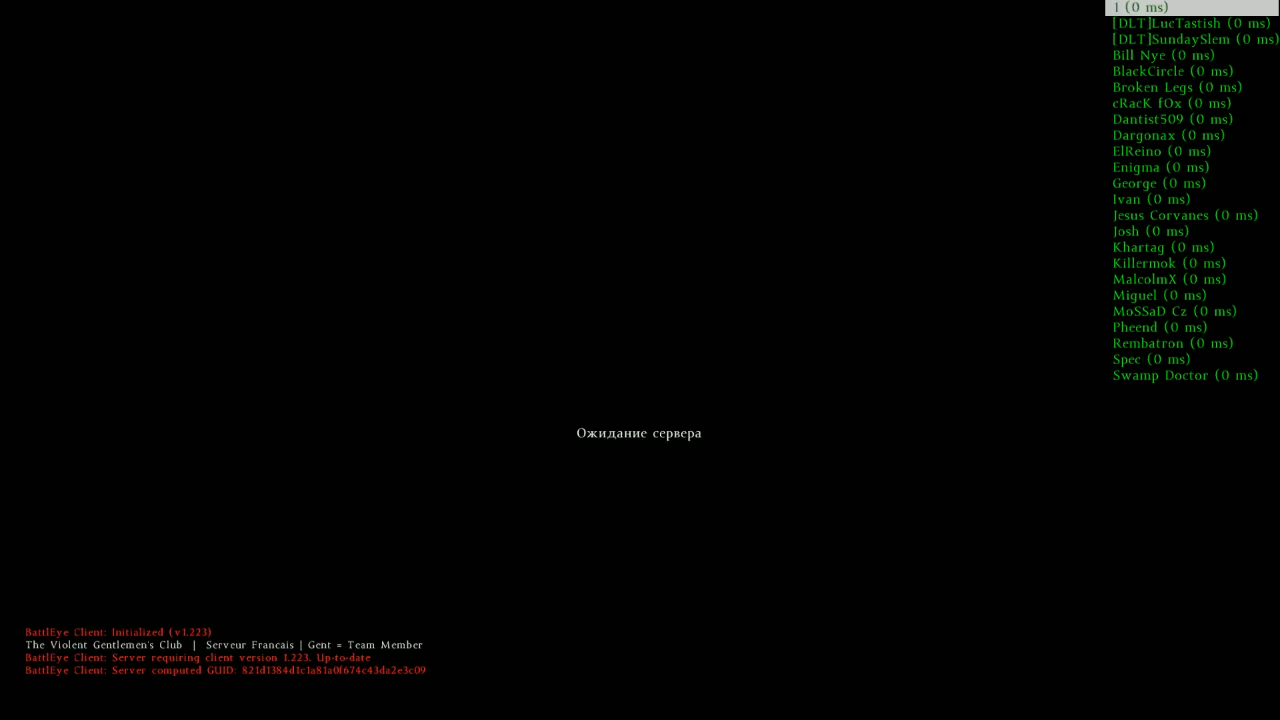 1 (0 ms)
[DLT]LucTastish (0 ms)
[DLT]SundaySlem (0 ms)
Bill Nye (0 ms)
BlackCircle (0 ms)
Broken Legs (0 ms)
cRacK fOx (0 ms)
Dantist509 (0 ms)
Dargonax (0 ms)
ElReino (0 ms)
Enigma (0 ms)
George (0 ms)
Ivan (0 ms)
Jesus Corvanes (0 ms)
Josh (0 ms)
Khartag (0 ms)
Killermok (0 ms)
MalcolmX (0 ms)
Miguel (0 ms)
MoSSaD Cz (0 ms)
Pheend (0 ms)
Rembatron (0 ms)
Spec (0 ms)
Swamp Doctor (0 ms)
Ожидание сервера
BattlEye Client: Initialized (v1.223)
The Violent Gentlemen's Club | Serveur Francais | Gent = Team Member
BattlEye Client: Server requiring client version 1.223. Up-to-date
BattlEye Client: Server computed GUID: 821d1384d1c1a81a0f674c43da2e3c09